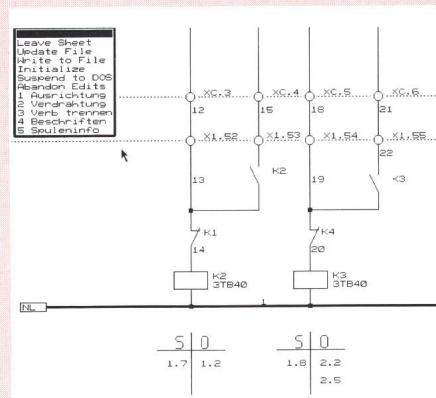 Leave Sheet
Update File
Write to File
Initialize
Suspend to DOS
Abandon Edits
1 Ausrichtung
2 Verdrahtung
3 Verb trennen
4 Beschriften
5 Spuleninfo
XC.3 XC.4 XC.5 XC.6
12 15 18 21
X1.52 X1.53 X1.54 X1.55
22
13 K2 19 K3
K1 K4
14 20
K2 K3
3TB40 3TB40
NL 1
S O S O
1.7 1.2 1.8 2.2
2.5